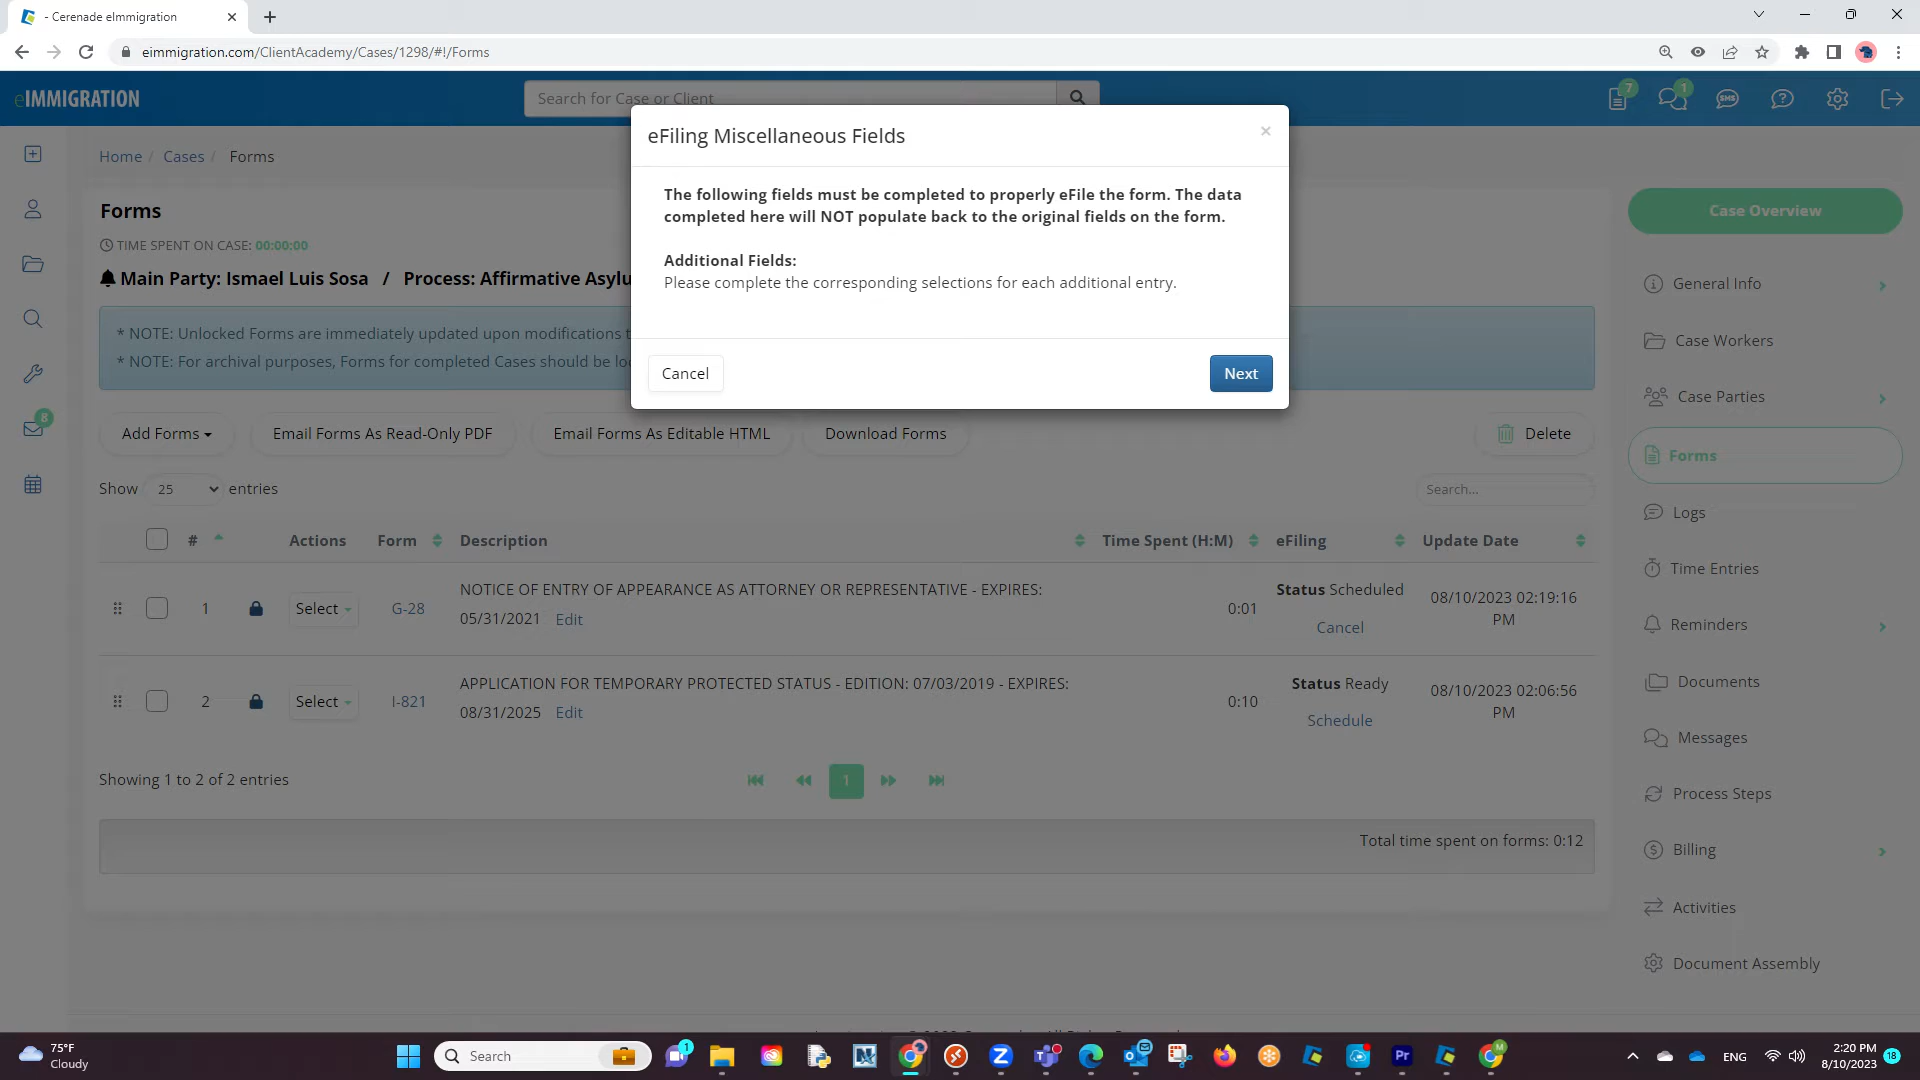 - Cerenade eImmigration
eimmigration.com/ClientAcademy/Cases/1298/#!/Forms
eIMMIGRATION
Search for Case or Client
7
1
SMS
Home / Cases / Forms
eFiling Miscellaneous Fields
The following fields must be completed to properly eFile the form. The data
completed here will NOT populate back to the original fields on the form.
Additional Fields:
Please complete the corresponding selections for each additional entry.
Cancel
Next
Forms
TIME SPENT ON CASE: 00:00:00
Main Party: Ismael Luis Sosa / Process: Affirmative Asylu
* NOTE: Unlocked Forms are immediately updated upon modifications t
* NOTE: For archival purposes, Forms for completed Cases should be lo
Add Forms
Email Forms As Read-Only PDF
Email Forms As Editable HTML
Download Forms
Delete
Show 25 entries
Search...
# Actions Form Description Time Spent (H:M) eFiling Update Date
1 Select G-28 NOTICE OF ENTRY OF APPEARANCE AS ATTORNEY OR REPRESENTATIVE - EXPIRES:
05/31/2021 Edit
0:01
Status Scheduled
Cancel
08/10/2023 02:19:16
PM
2 Select I-821 APPLICATION FOR TEMPORARY PROTECTED STATUS - EDITION: 07/03/2019 - EXPIRES:
08/31/2025 Edit
0:10
Status Ready
Schedule
08/10/2023 02:06:56
PM
Showing 1 to 2 of 2 entries
1
Total time spent on forms: 0:12
8
Case Overview
General Info
Case Workers
Case Parties
Forms
Logs
Time Entries
Reminders
Documents
Messages
Process Steps
Billing
Activities
Document Assembly
75°F
Cloudy
Search
1
Pr
M
ENG
2:20 PM
8/10/2023
18